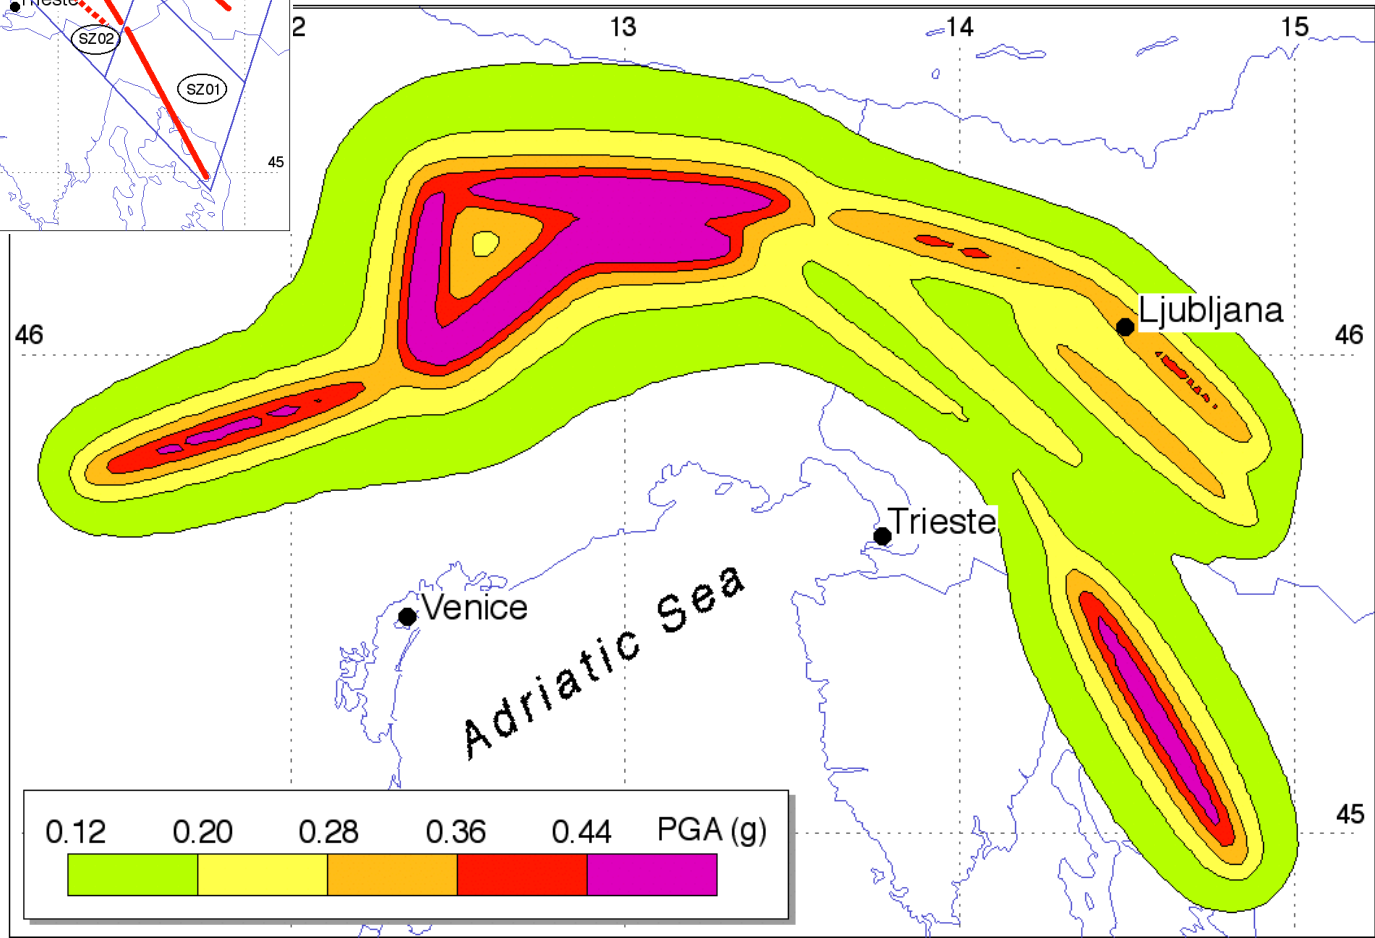 Trieste
SZ02
SZ01
45
2 13 14 15
46 46
Ljubljana
Trieste
Venice
Adriatic Sea
45
0.12 0.20 0.28 0.36 0.44 PGA (g)